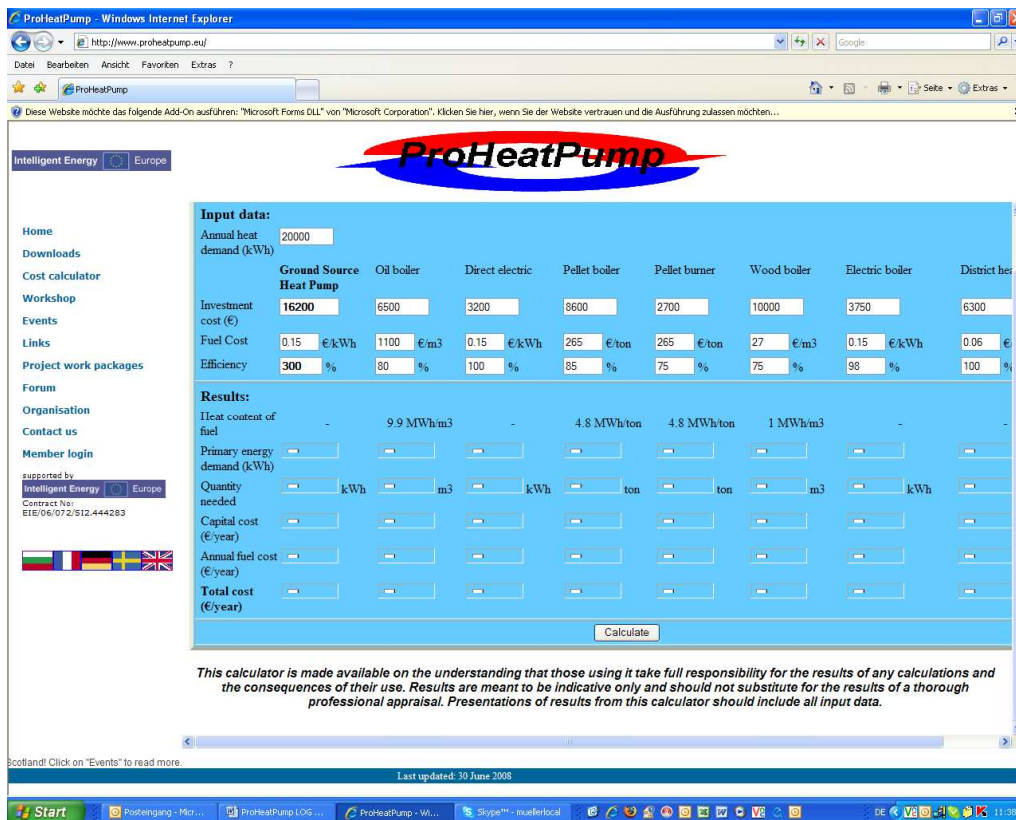 ProHeatPump - Windows Internet Explorer
http://www.proheatpump.eu/
Google
Datei Bearbeiten Ansicht Favoriten Extras ?
ProHeatPump
Seite Extras
Diese Website möchte das folgende Add-On ausführen: "Microsoft Forms DLL" von "Microsoft Corporation". Klicken Sie hier, wenn Sie der Website vertrauen und die Ausführung zulassen möchten...
Intelligent Energy Europe
ProHeatPump
Home
Downloads
Cost calculator
Workshop
Events
Links
Project work packages
Forum
Organisation
Contact us
Member login
supported by
Intelligent Energy Europe
Contract No:
EIE/06/072/S12.444283
Input data:
Annual heat demand (kWh) 20000
Ground Source Heat Pump Oil boiler Direct electric Pellet boiler Pellet burner Wood boiler Electric boiler District hea
Investment cost (€) 16200 6500 3200 8600 2700 10000 3750 6300
Fuel Cost 0.15 €/kWh 1100 €/m3 0.15 €/kWh 265 €/ton 265 €/ton 27 €/m3 0.15 €/kWh 0.06 €
Efficiency 300 % 80 % 100 % 85 % 75 % 75 % 98 % 100 %
Results:
Heat content of fuel - 9.9 MWh/m3 - 4.8 MWh/ton 4.8 MWh/ton 1 MWh/m3 - -
Primary energy demand (kWh)
Quantity needed kWh m3 kWh ton ton m3 kWh
Capital cost (€/year)
Annual fuel cost (€/year)
Total cost (€/year)
Calculate
This calculator is made available on the understanding that those using it take full responsibility for the results of any calculations and
the consequences of their use. Results are meant to be indicative only and should not substitute for the results of a thorough
professional appraisal. Presentations of results from this calculator should include all input data.
Scotland! Click on "Events" to read more.
Last updated: 30 June 2008
Start Posteingang - Micr... ProHeatPump LOG ... ProHeatPump - Wi... Skype™ - muellerlocal DE 11:38